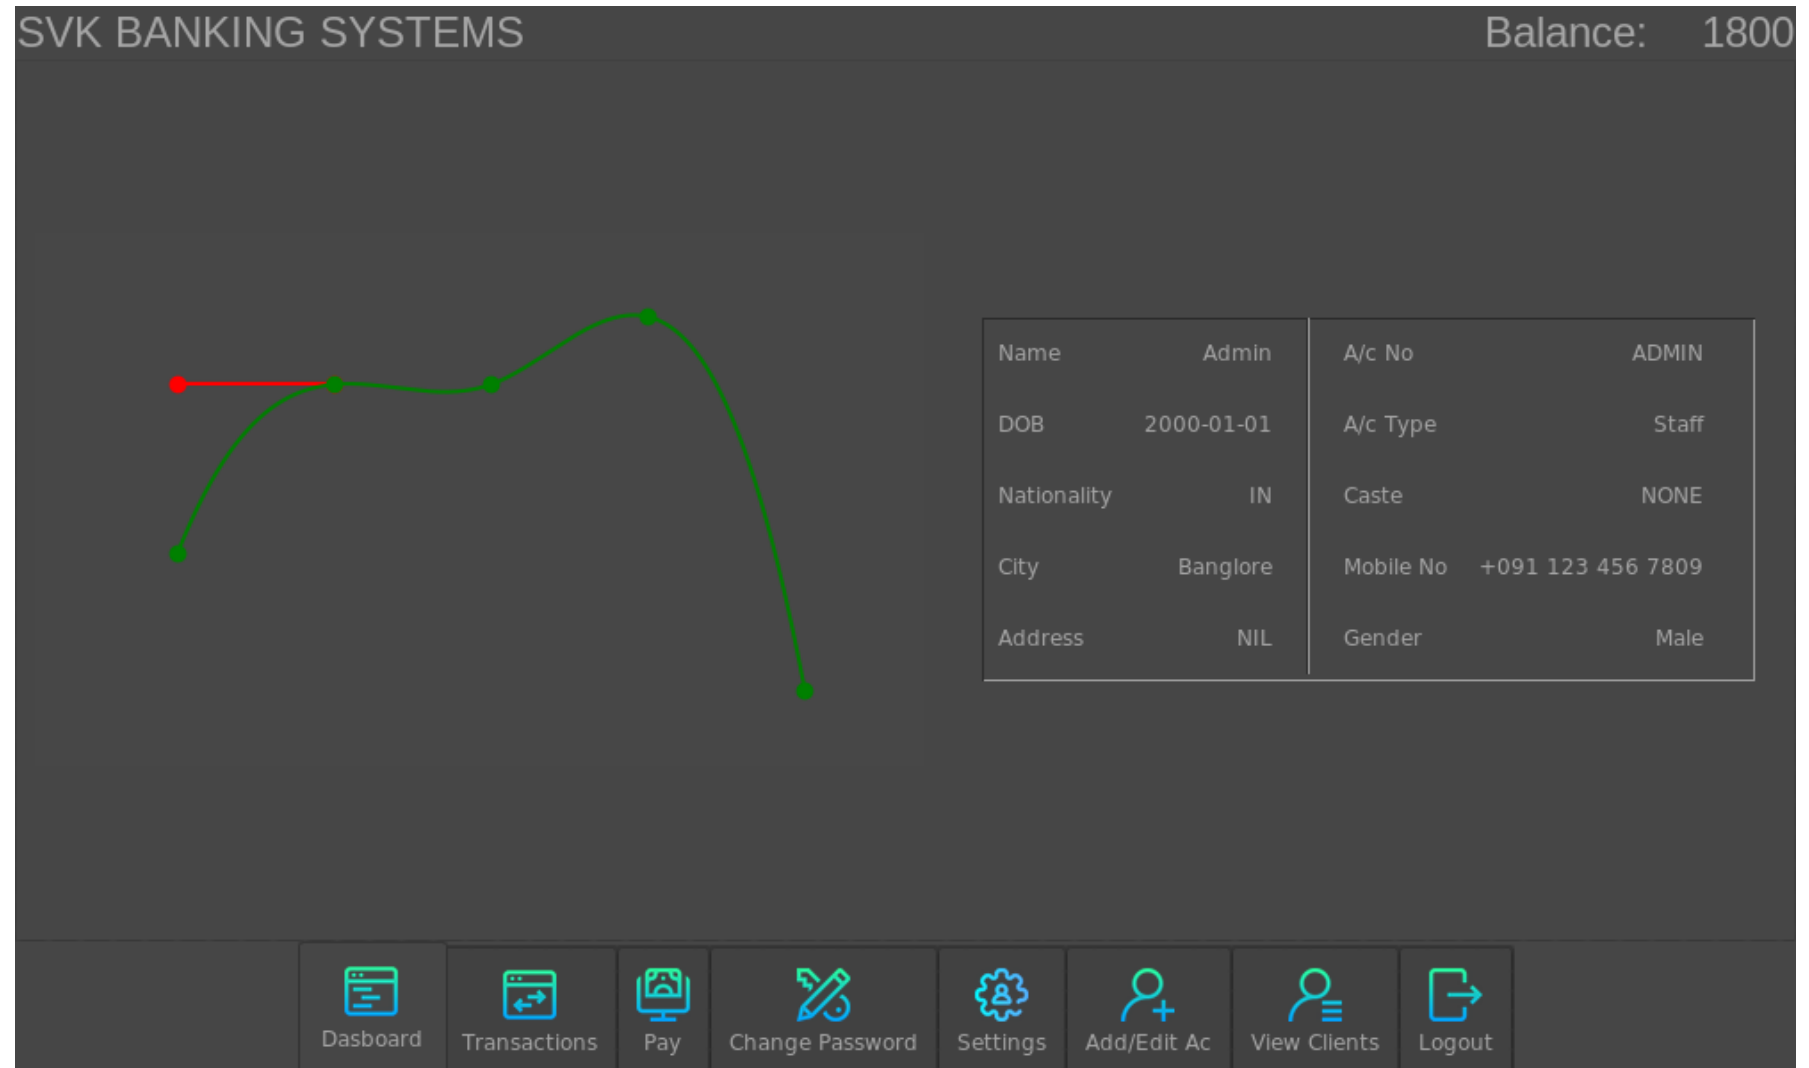 SVK BANKING SYSTEMS Balance: 1800
Name Admin A/c No ADMIN
DOB 2000-01-01 A/c Type Staff
Nationality IN Caste NONE
City Banglore Mobile No +091 123 456 7809
Address NIL Gender Male
Dasboard Transactions Pay Change Password Settings Add/Edit Ac View Clients Logout